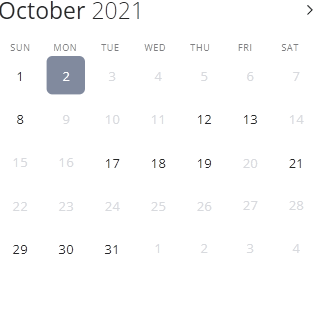 October 2021
SUN MON TUE WED THU FRI SAT
1 2 3 4 5 6 7
8 9 10 11 12 13 14
15 16 17 18 19 20 21
22 23 24 25 26 27 28
29 30 31 1 2 3 4